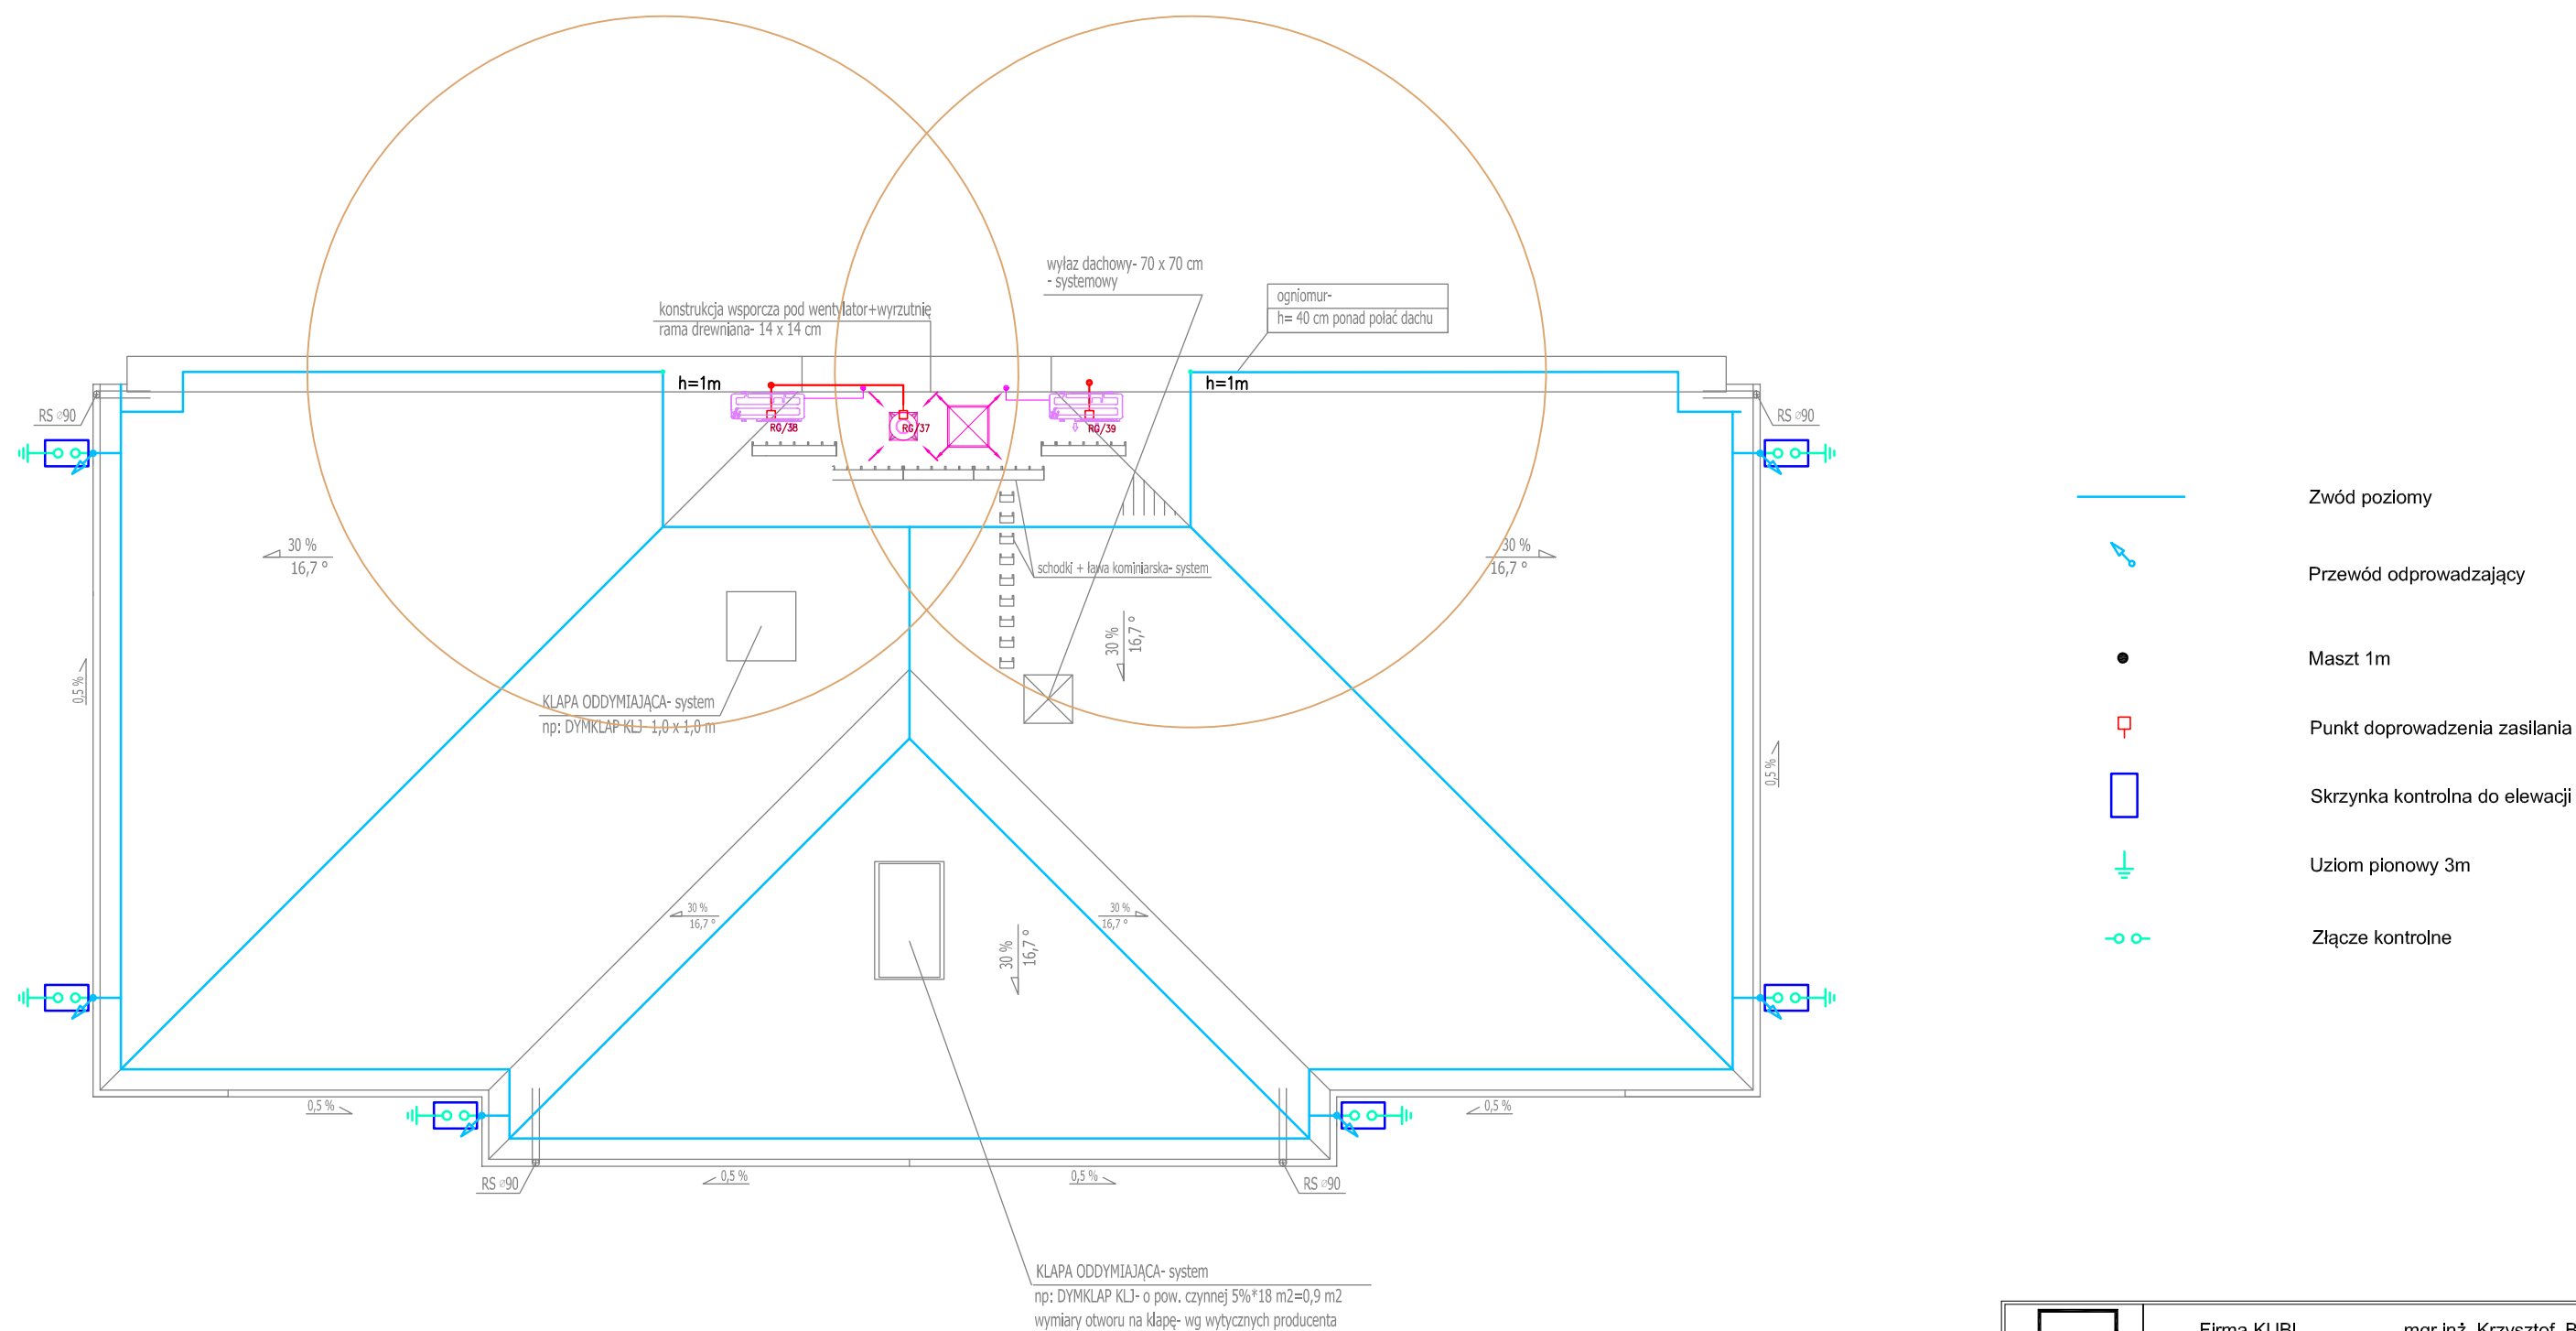 wyłaz dachowy- 70 x 70 cm
- systemowy
ogniomur-
h= 40 cm ponad połać dachu
konstrukcja wsporcza pod wentylator+wyrzutnię
rama drewniana- 14 x 14 cm
h=1m
h=1m
RS ⌀90
RS ⌀90
RG/38
RG/37
RG/39
30 %
16,7 °
30 %
16,7 °
schodki + ława kominiarska- system
30 %
16,7 °
0,5 %
0,5 %
KLAPA ODDYMIAJĄCA- system
np: DYMKLAP KLJ- 1,0 x 1,0 m
30 %
16,7 °
30 %
16,7 °
30 %
16,7 °
0,5 %
0,5 %
RS ⌀90
0,5 %
0,5 %
RS ⌀90
KLAPA ODDYMIAJĄCA- system
np: DYMKLAP KLJ- o pow. czynnej 5%*18 m2=0,9 m2
wymiary otworu na klapę- wg wytycznych producenta
Zwód poziomy
Przewód odprowadzający
Maszt 1m
Punkt doprowadzenia zasilania
Skrzynka kontrolna do elewacji
Uziom pionowy 3m
Złącze kontrolne
Firma KUBI mgr inż. Krzysztof